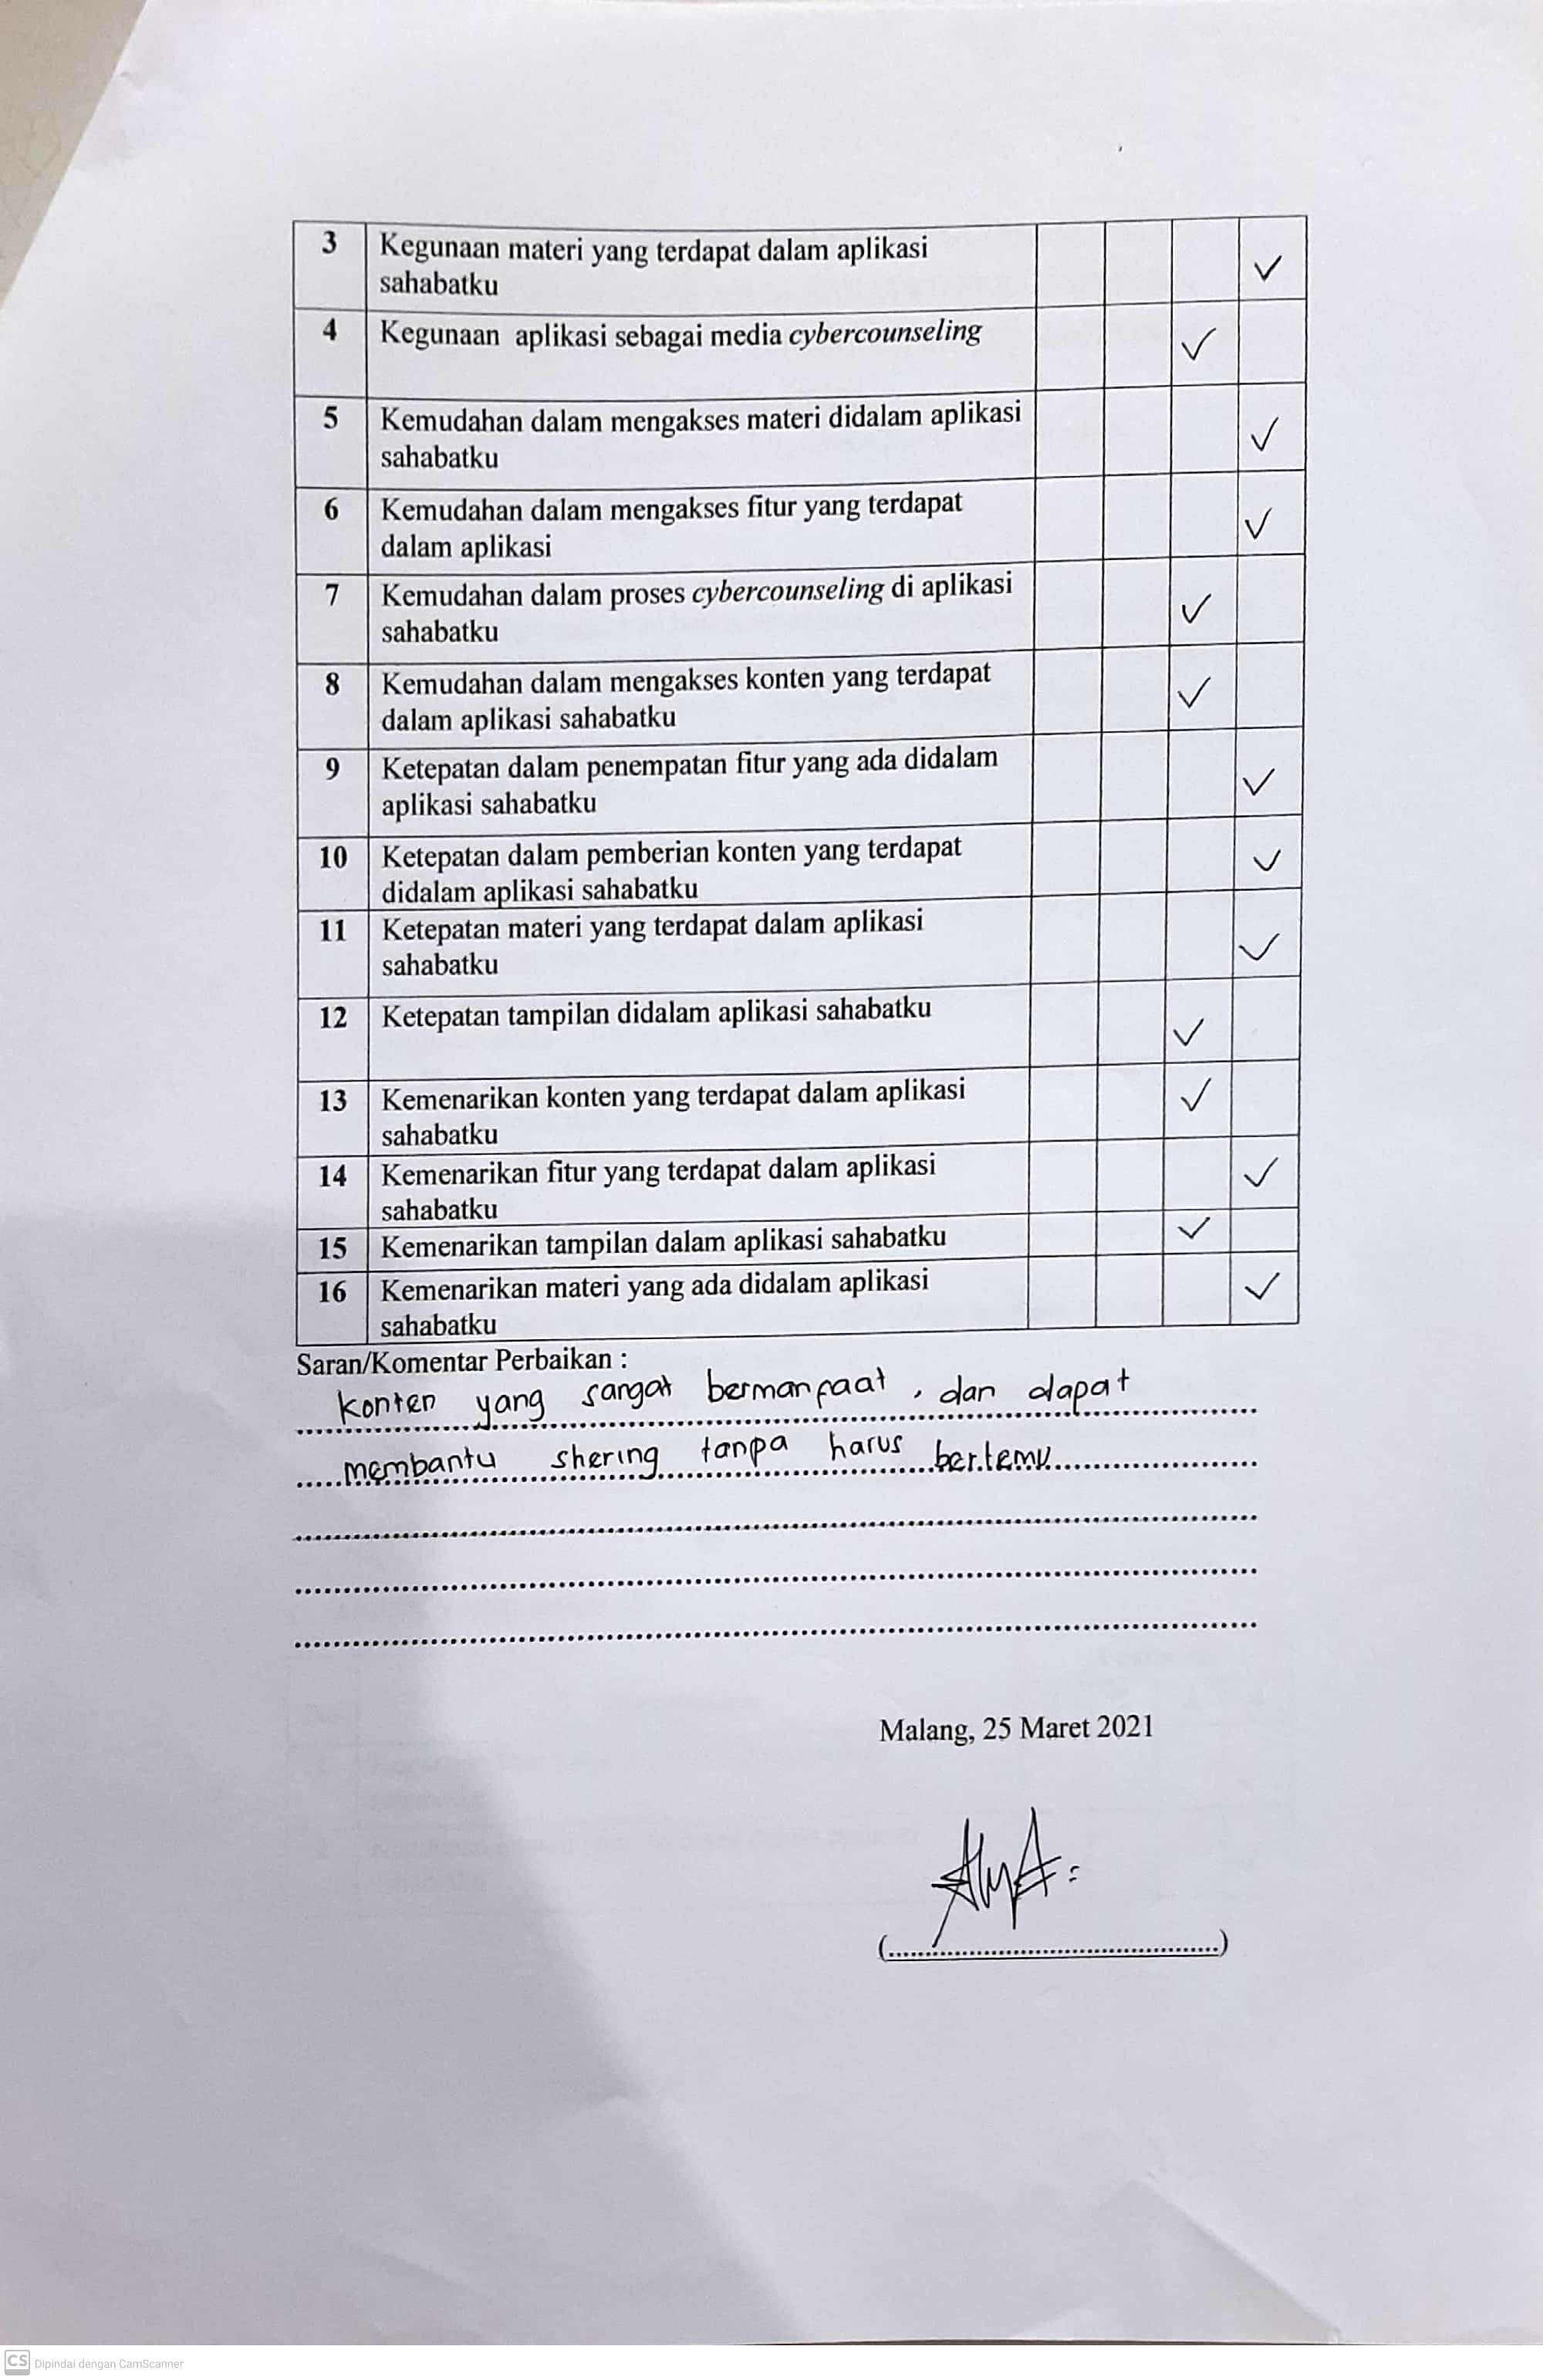 3 Kegunaan materi yang terdapat dalam aplikasi
sahabatku ✓
4 Kegunaan aplikasi sebagai media cybercounseling ✓
5 Kemudahan dalam mengakses materi didalam aplikasi
sahabatku ✓
6 Kemudahan dalam mengakses fitur yang terdapat
dalam aplikasi ✓
7 Kemudahan dalam proses cybercounseling di aplikasi
sahabatku ✓
8 Kemudahan dalam mengakses konten yang terdapat
dalam aplikasi sahabatku ✓
9 Ketepatan dalam penempatan fitur yang ada didalam
aplikasi sahabatku ✓
10 Ketepatan dalam pemberian konten yang terdapat
didalam aplikasi sahabatku ✓
11 Ketepatan materi yang terdapat dalam aplikasi
sahabatku ✓
12 Ketepatan tampilan didalam aplikasi sahabatku ✓
13 Kemenarikan konten yang terdapat dalam aplikasi
sahabatku ✓
14 Kemenarikan fitur yang terdapat dalam aplikasi
sahabatku ✓
15 Kemenarikan tampilan dalam aplikasi sahabatku ✓
16 Kemenarikan materi yang ada didalam aplikasi
sahabatku ✓
Saran/Komentar Perbaikan :
konten yang sangat bermanfaat , dan dapat
membantu shering tanpa harus bertemu
Malang, 25 Maret 2021
(........................................)
CS Dipindai dengan CamScanner